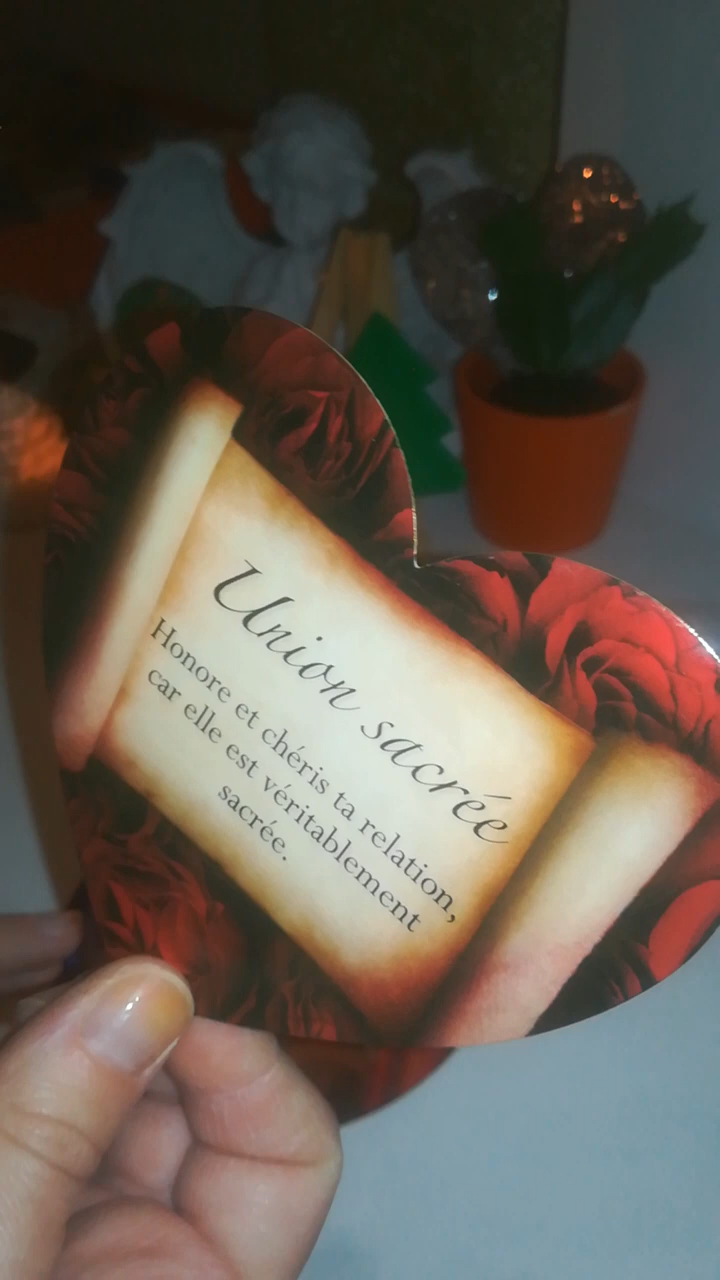 Union sacrée
Honore et chéris ta relation,
car elle est véritablement
sacrée.